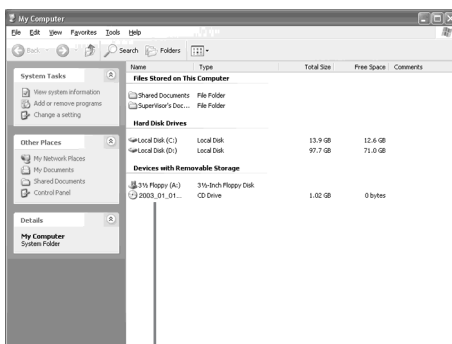 My Computer
File Edit View Favorites Tools Help
Back Search Folders
System Tasks
View system information
Add or remove programs
Change a setting
Other Places
My Network Places
My Documents
Shared Documents
Control Panel
Details
My Computer
System Folder
Name Type Total Size Free Space Comments
Files Stored on This Computer
Shared Documents File Folder
SuperVisor's Doc... File Folder
Hard Disk Drives
Local Disk (C:) Local Disk 13.9 GB 12.6 GB
Local Disk (D:) Local Disk 97.7 GB 71.0 GB
Devices with Removable Storage
3½ Floppy (A:) 3½-Inch Floppy Disk
2003_01_01... CD Drive 1.02 GB 0 bytes